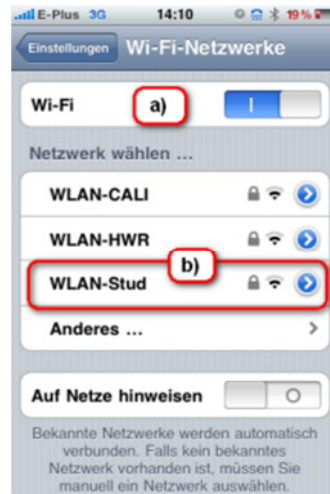 E-Plus 3G 14:10 19%
Einstellungen Wi-Fi-Netzwerke
Wi-Fi a)
Netzwerk wählen ...
WLAN-CALI
WLAN-HWR
b)
WLAN-Stud
Anderes ...
Auf Netze hinweisen
Bekannte Netzwerke werden automatisch
verbunden. Falls kein bekanntes
Netzwerk vorhanden ist, müssen Sie
manuell ein Netzwerk auswählen.